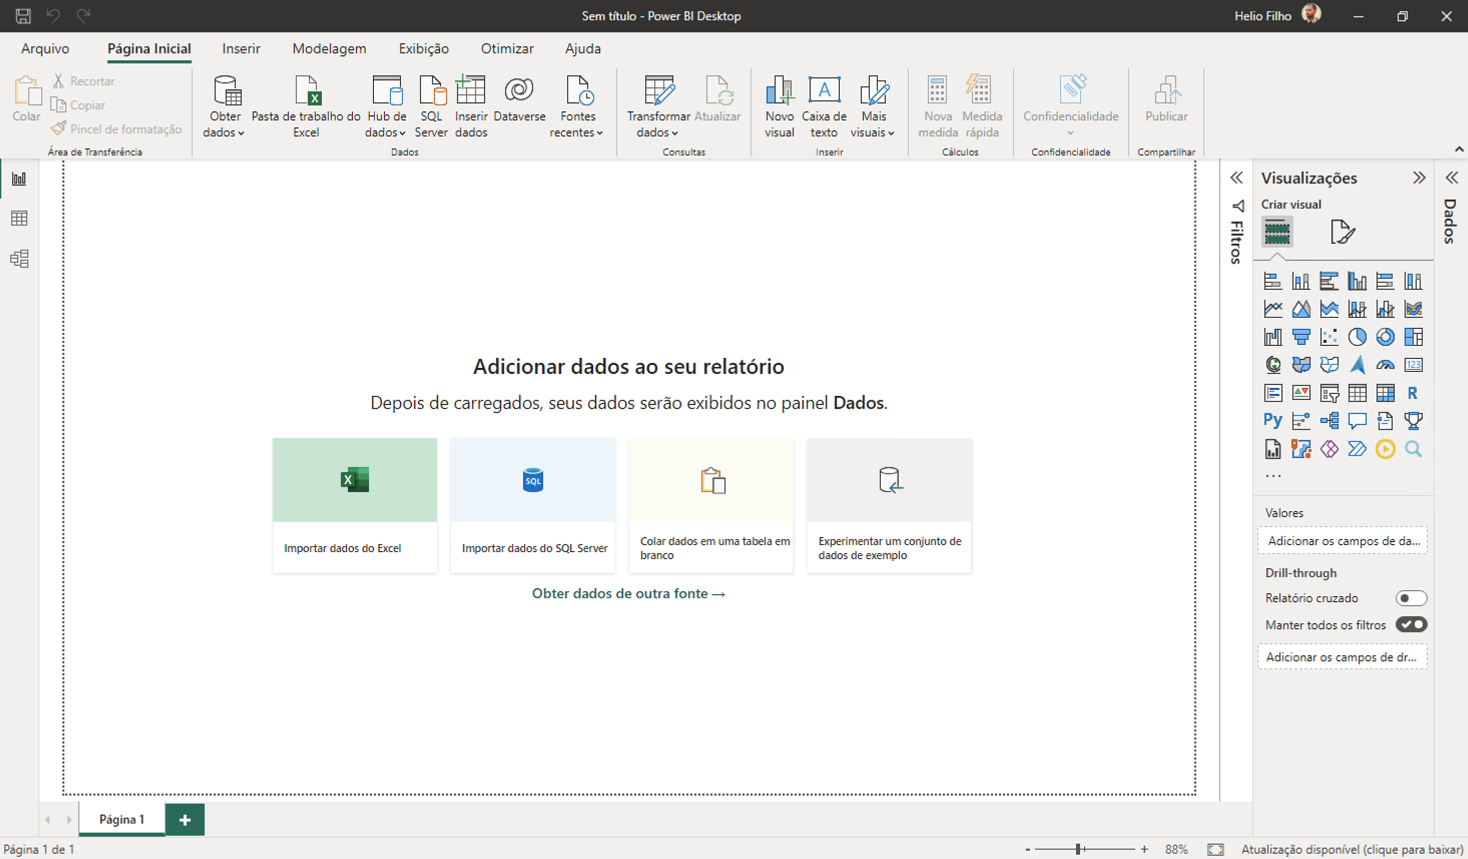 Sem título - Power BI Desktop
Helio Filho
Arquivo Página Inicial Inserir Modelagem Exibição Otimizar Ajuda
Colar
Recortar
Copiar
Pincel de formatação
Área de Transferência
Obter dados
Pasta de trabalho do Excel
Hub de dados
SQL Server
Inserir dados
Dataverse
Fontes recentes
Dados
Transformar dados
Atualizar
Consultas
Novo visual
A
Caixa de texto
Mais visuais
Inserir
Nova medida
Medida rápida
Cálculos
Confidencialidade
Confidencialidade
Publicar
Compartilhar
Adicionar dados ao seu relatório
Depois de carregados, seus dados serão exibidos no painel Dados.
SQL
Importar dados do Excel
Importar dados do SQL Server
Colar dados em uma tabela em
branco
Experimentar um conjunto de
dados de exemplo
Obter dados de outra fonte →
Filtros
Visualizações
Criar visual
123
R
Py
...
Valores
Adicionar os campos de da...
Drill-through
Relatório cruzado
Manter todos os filtros
Adicionar os campos de dr...
Dados
Página 1
+
Página 1 de 1
- + 88%
Atualização disponível (clique para baixar)